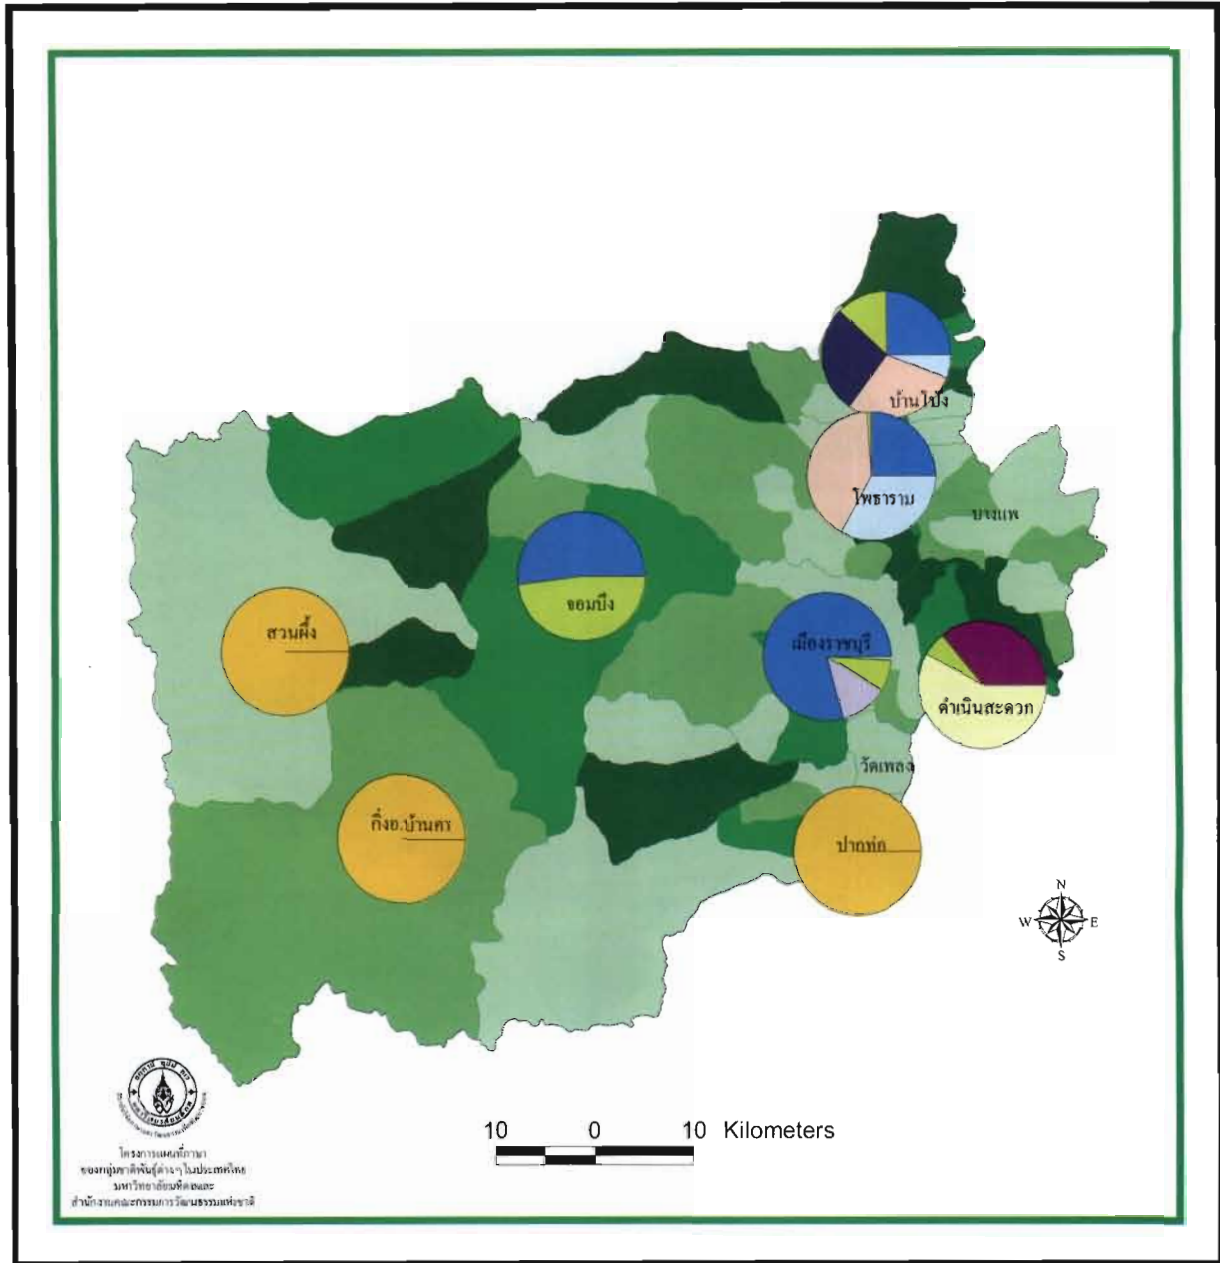 บ้านโป่ง
โพธาราม
บางแพ
จอมบึง
สวนผึ้ง
เมืองราชบุรี
ดำเนินสะดวก
วัดเพลง
กิ่งอ.บ้านคา
ปากท่อ
N
W E
S
10 0 10 Kilometers
โครงการแผนที่ภาษา
ของกลุ่มชาติพันธุ์ต่างๆ ในประเทศไทย
มหาวิทยาลัยมหิดลและ
สำนักงานคณะกรรมการวัฒนธรรมแห่งชาติ